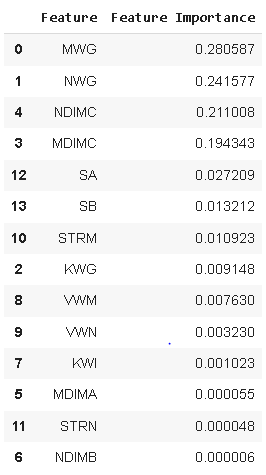 Feature Feature Importance
0 MWG 0.280587
1 NWG 0.241577
4 NDIMC 0.211008
3 MDIMC 0.194343
12 SA 0.027209
13 SB 0.013212
10 STRM 0.010923
2 KWG 0.009148
8 VWM 0.007630
9 VWN 0.003230
7 KWI 0.001023
5 MDIMA 0.000055
11 STRN 0.000048
6 NDIMB 0.000006